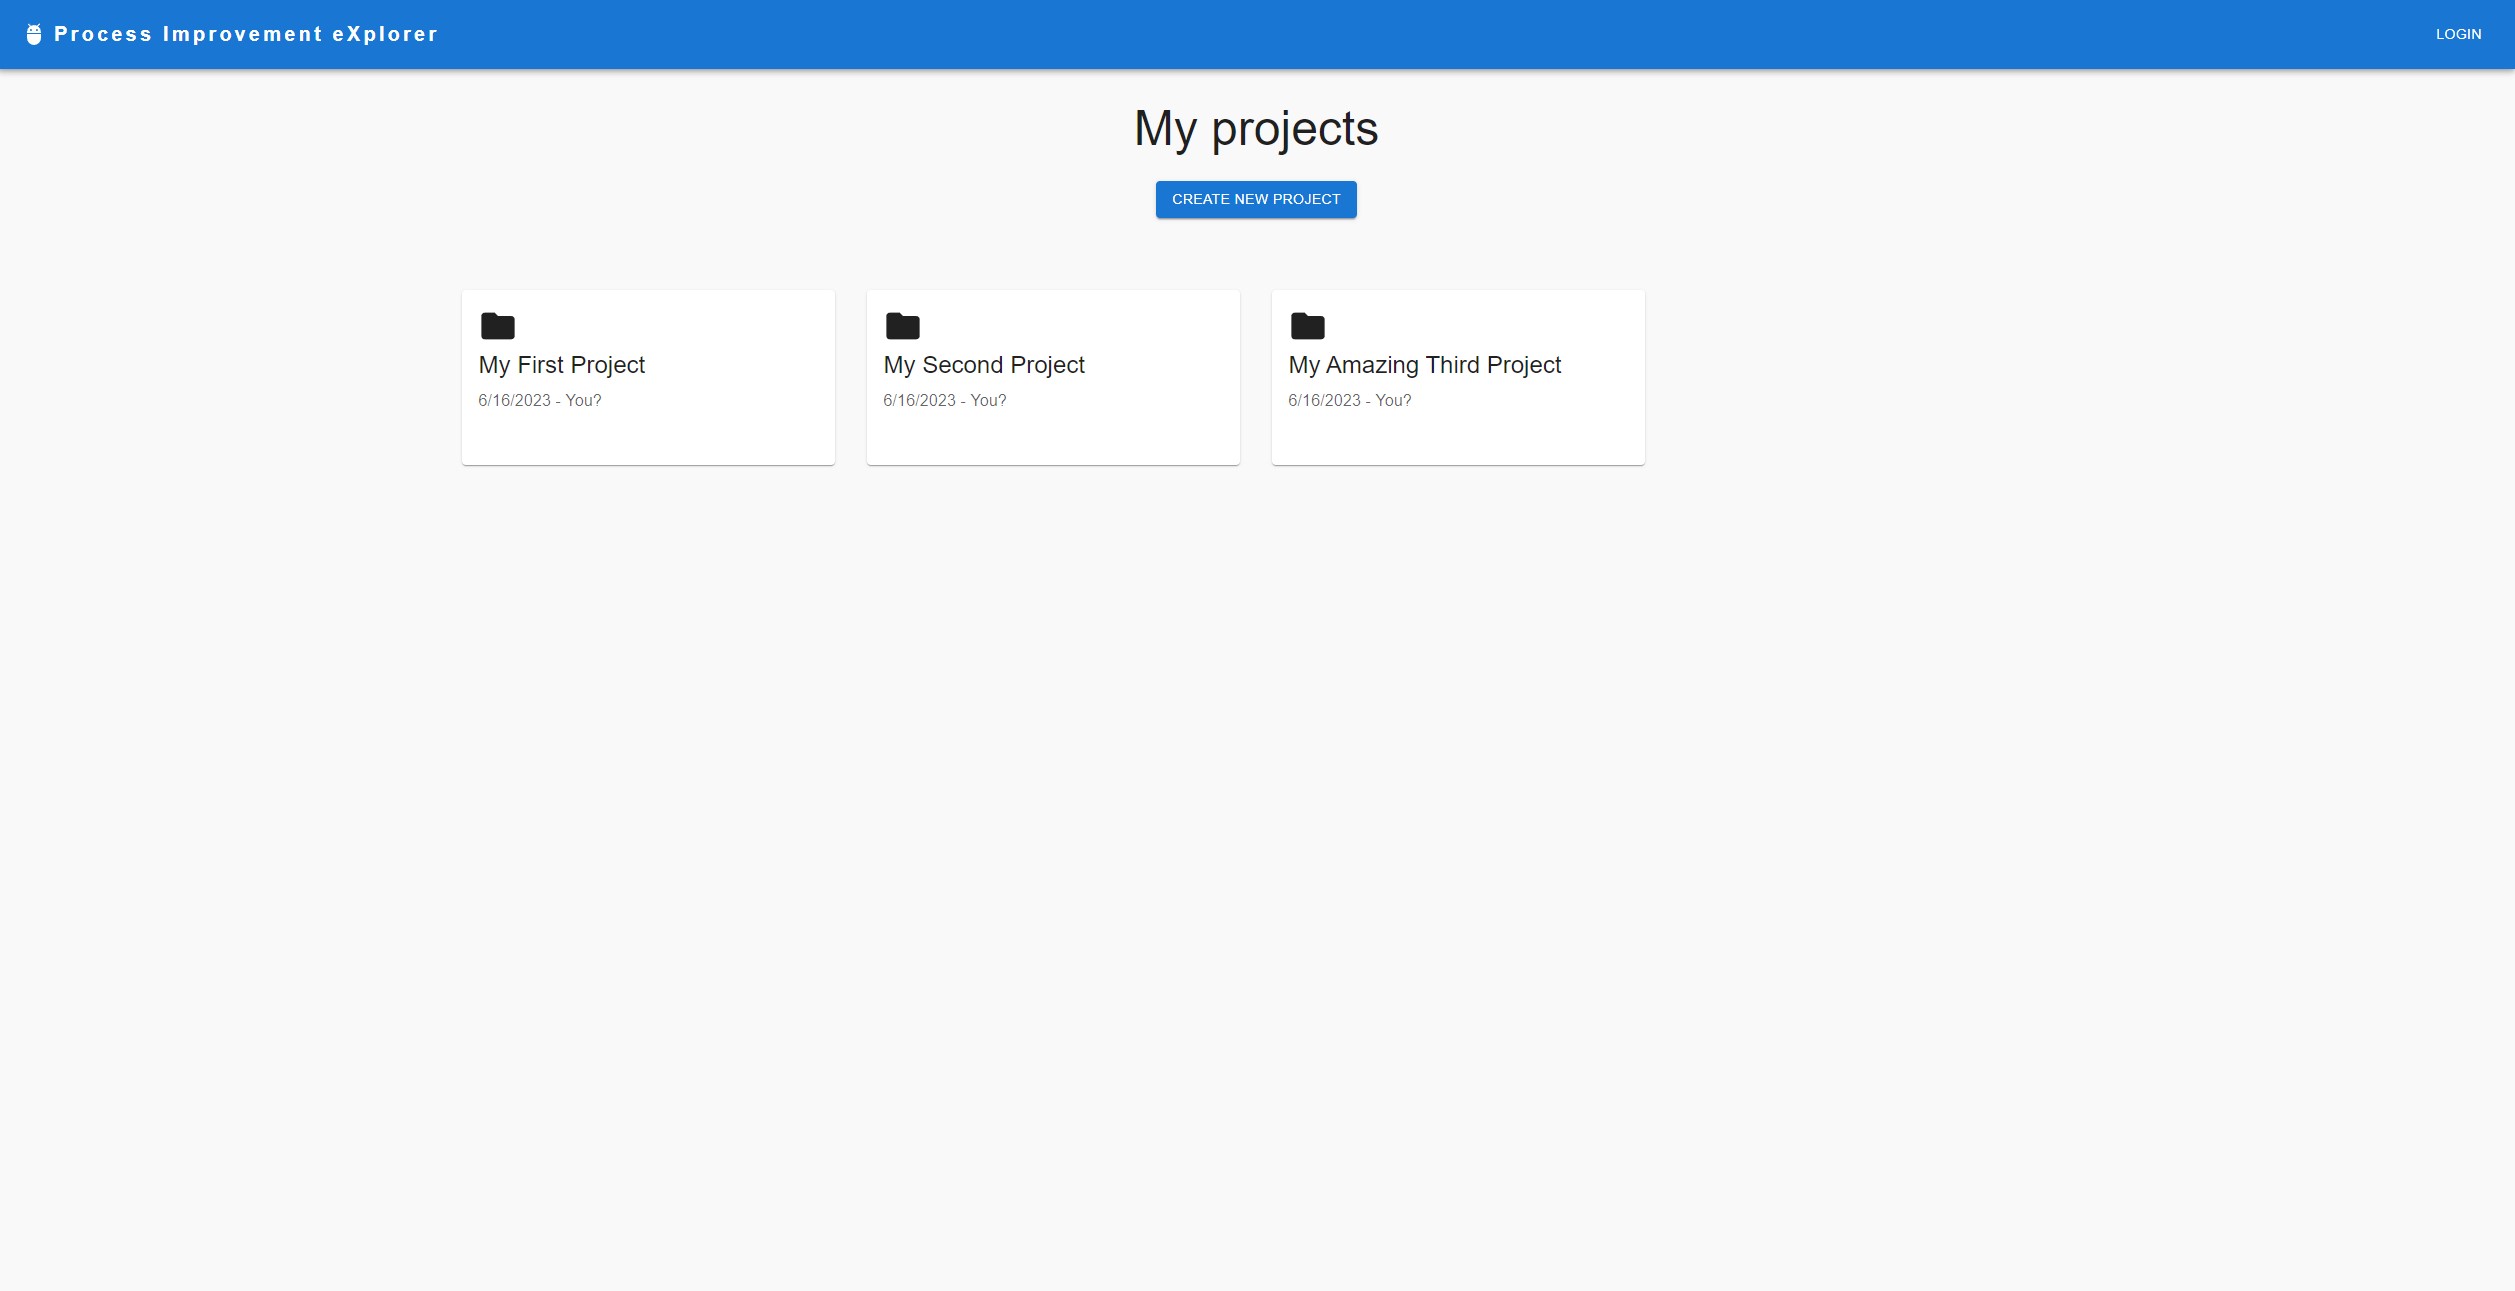 Process Improvement eXplorer
LOGIN
My projects
CREATE NEW PROJECT
My First Project
6/16/2023 - You?
My Second Project
6/16/2023 - You?
My Amazing Third Project
6/16/2023 - You?